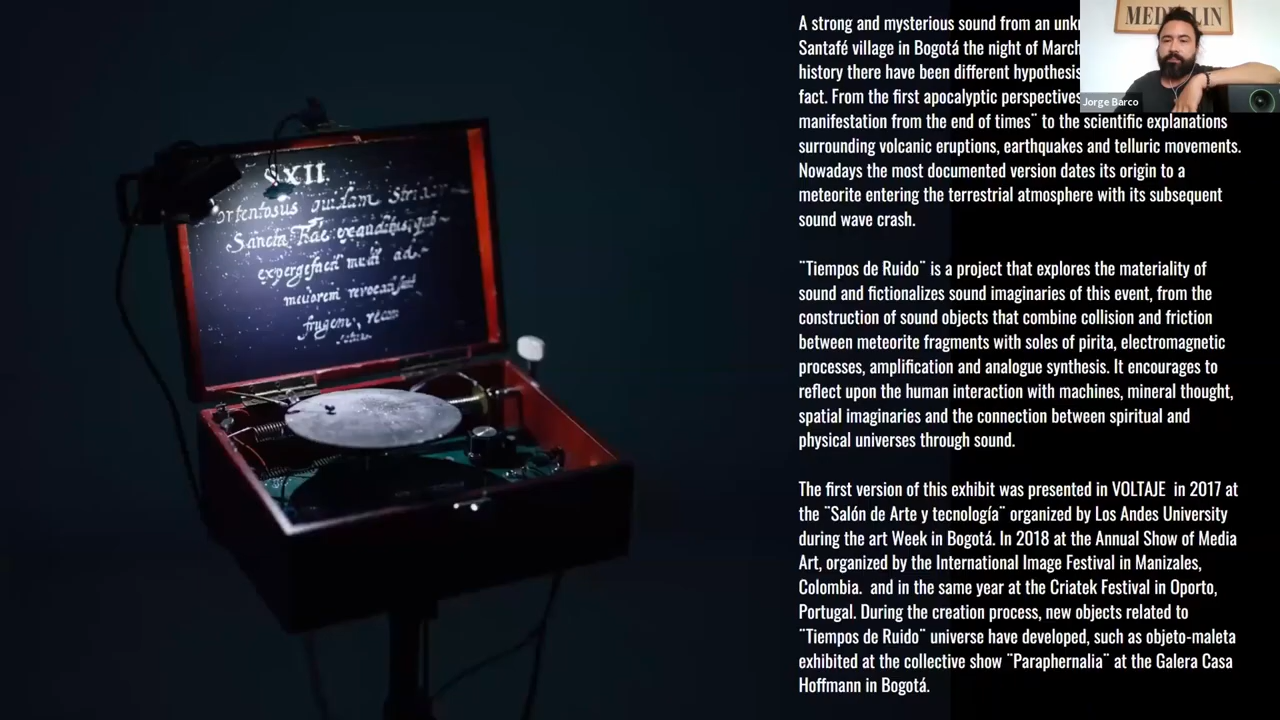 SXII
quidam
Sancta
mediā ad-
frugem,
A strong and mysterious sound from an
Santafé village in Bogotá the night of March
history there have been different hypothesis
fact. From the first apocalyptic perspectives
manifestation from the end of times¨ to the scientific explanations
surrounding volcanic eruptions, earthquakes and telluric movements.
Nowadays the most documented version dates its origin to a
meteorite entering the terrestrial atmosphere with its subsequent
sound wave crash.
¨Tiempos de Ruido¨ is a project that explores the materiality of
sound and fictionalizes sound imaginaries of this event, from the
construction of sound objects that combine collision and friction
between meteorite fragments with soles of pirita, electromagnetic
processes, amplification and analogue synthesis. It encourages to
reflect upon the human interaction with machines, mineral thought,
spatial imaginaries and the connection between spiritual and
physical universes through sound.
The first version of this exhibit was presented in VOLTAJE in 2017 at
the ¨Salón de Arte y tecnología¨ organized by Los Andes University
during the art Week in Bogotá. In 2018 at the Annual Show of Media
Art, organized by the International Image Festival in Manizales,
Colombia. and in the same year at the Criatek Festival in Oporto,
Portugal. During the creation process, new objects related to
¨Tiempos de Ruido¨ universe have developed, such as objeto-maleta
exhibited at the collective show ¨Paraphernalia¨ at the Galera Casa
Hoffmann in Bogotá.
MEDELLIN
Jorge Barco